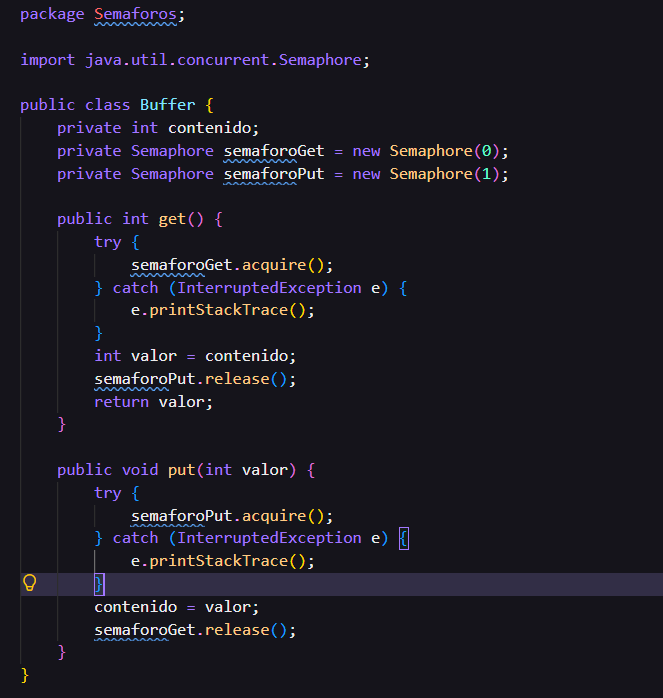 package Semaforos;
import java.util.concurrent.Semaphore;
public class Buffer {
private int contenido;
private Semaphore semaforoGet = new Semaphore(0);
private Semaphore semaforoPut = new Semaphore(1);
public int get() {
try {
semaforoGet.acquire();
} catch (InterruptedException e) {
e.printStackTrace();
}
int valor = contenido;
semaforoPut.release();
return valor;
}
public void put(int valor) {
try {
semaforoPut.acquire();
} catch (InterruptedException e) {
e.printStackTrace();
}
contenido = valor;
semaforoGet.release();
}
}